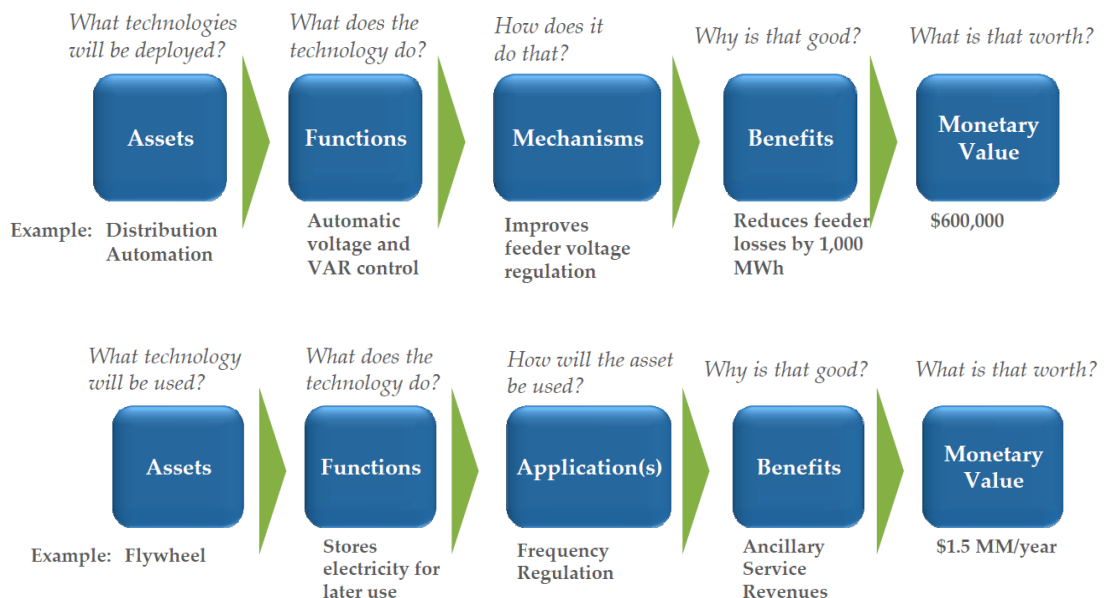 What technologies
will be deployed?
What does the
technology do?
How does it
do that?
Why is that good?
What is that worth?
Assets
Functions
Mechanisms
Benefits
Monetary
Value
Example: Distribution
Automation
Automatic
voltage and
VAR control
Improves
feeder voltage
regulation
Reduces feeder
losses by 1,000
MWh
$600,000
What technology
will be used?
What does the
technology do?
How will the asset
be used?
Why is that good?
What is that worth?
Assets
Functions
Application(s)
Benefits
Monetary
Value
Example: Flywheel
Stores
electricity for
later use
Frequency
Regulation
Ancillary
Service
Revenues
$1.5 MM/year